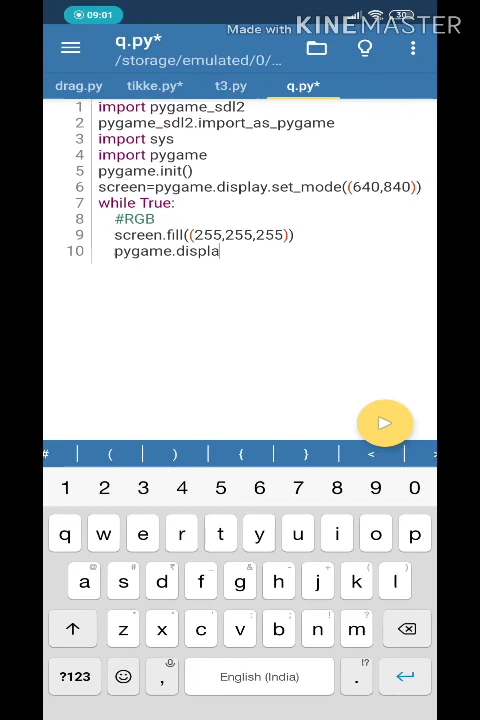 09:01
30
Made with KINEMASTER
q.py*
/storage/emulated/0/...
drag.py tikke.py* t3.py q.py*
1 import pygame_sdl2
2 pygame_sdl2.import_as_pygame
3 import sys
4 import pygame
5 pygame.init()
6 screen=pygame.display.set_mode((640,840))
7 while True:
8 #RGB
9 screen.fill((255,255,255))
10 pygame.displa
# ( ) { } < >
1 2 3 4 5 6 7 8 9 0
q w e r t y u i o p
@ # ₹ _ & - + ( )
a s d f g h j k l
* " ' : ; ! ?
z x c v b n m
!?
?123 , English (India) .